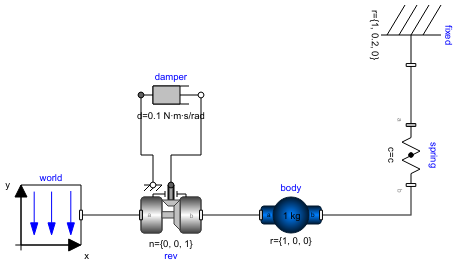 r={1, 0.2, 0}
fixed
damper
d=0.1 N·m·s/rad
a
c=c
spring
b
world
y
x
a
b
n={0, 0, 1}
rev
body
a
1 kg
b
r={1, 0, 0}